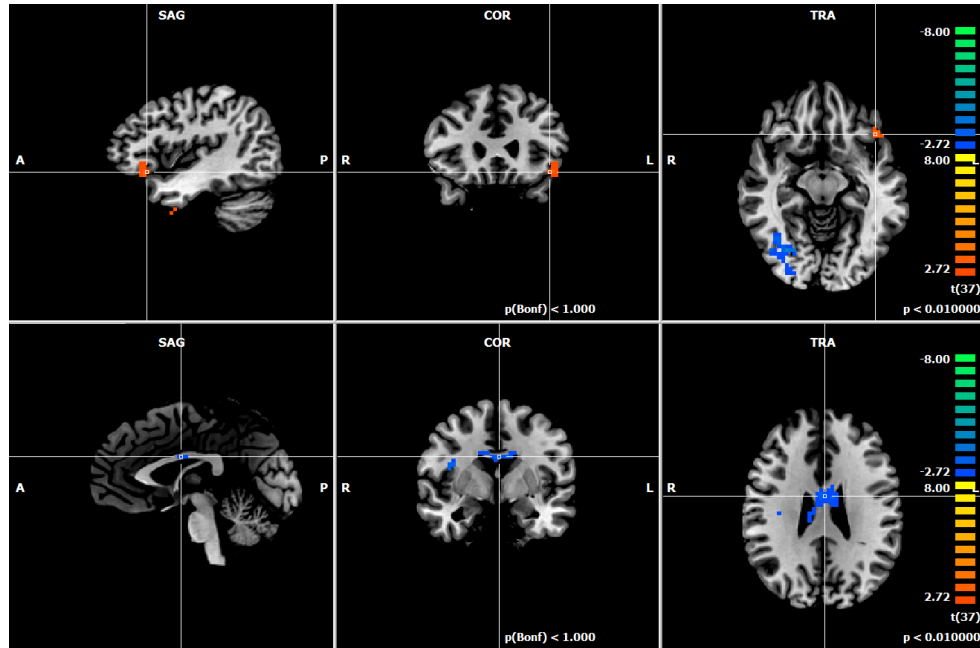 SAG
COR
TRA
-8.00
A
P
R
L
R
L
-2.72
8.00
2.72
t(37)
p(Bonf) < 1.000
p < 0.010000
SAG
COR
TRA
-8.00
A
P
R
L
R
L
-2.72
8.00
2.72
t(37)
p(Bonf) < 1.000
p < 0.010000